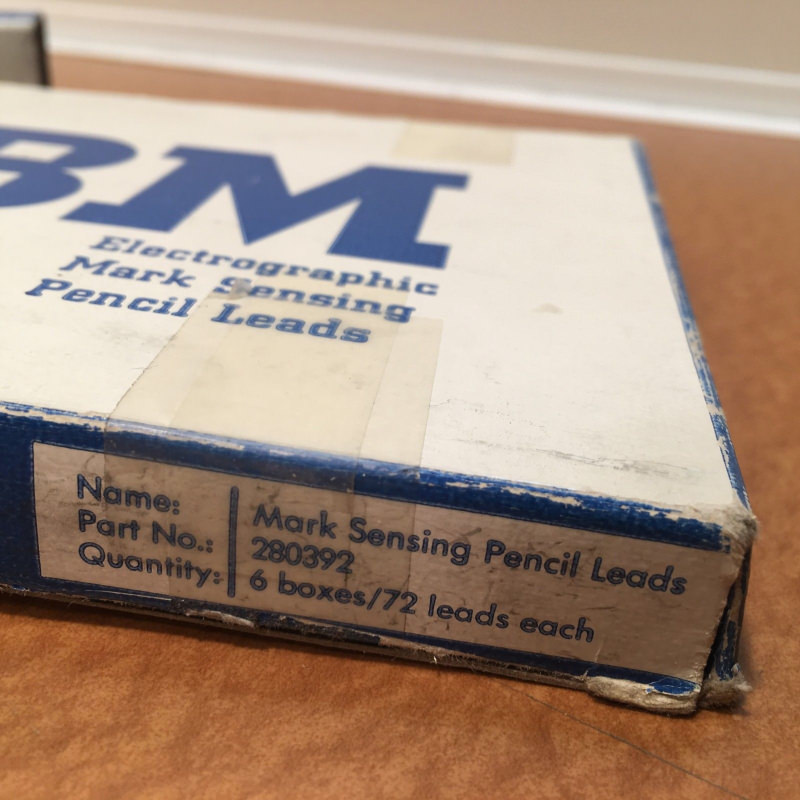 BM
Electrographic
Mark Sensing
Pencil Leads
Name: Mark Sensing Pencil Leads
Part No.: 280392
Quantity: 6 boxes/72 leads each